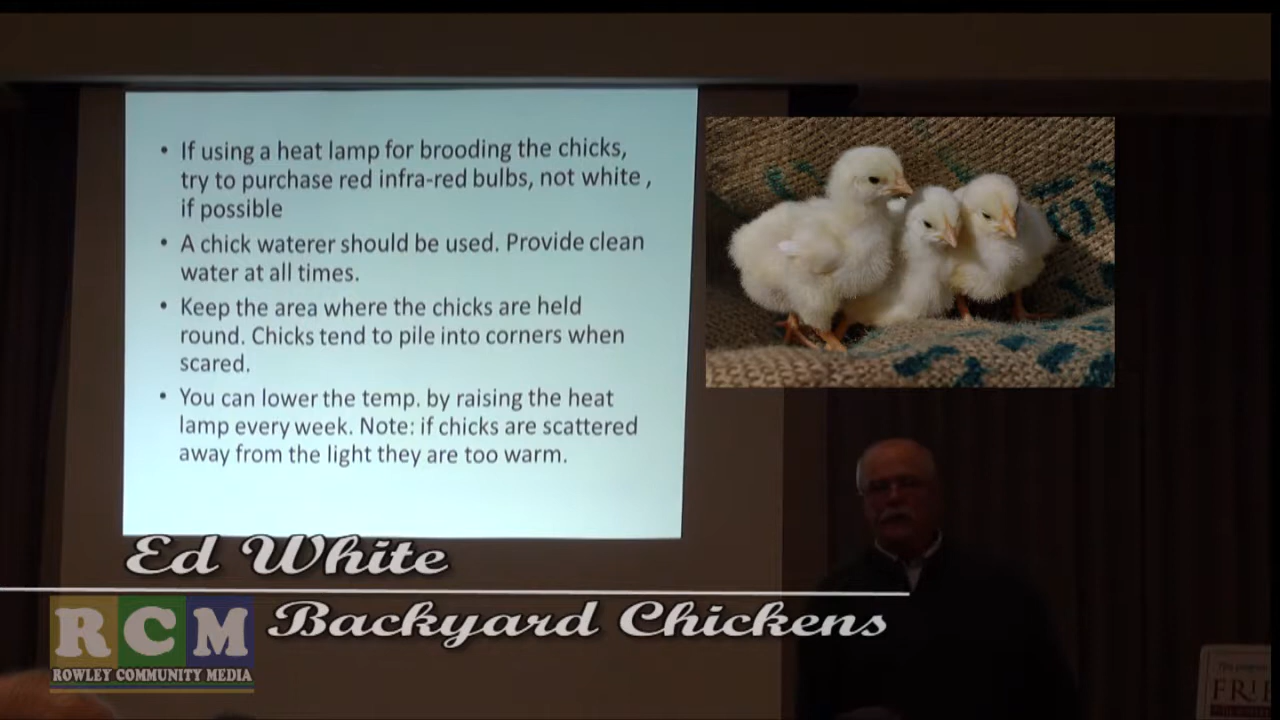 • If using a heat lamp for brooding the chicks,
try to purchase red infra-red bulbs, not white ,
if possible
• A chick waterer should be used. Provide clean
water at all times.
• Keep the area where the chicks are held
round. Chicks tend to pile into corners when
scared.
• You can lower the temp. by raising the heat
lamp every week. Note: if chicks are scattered
away from the light they are too warm.
Ed White
Backyard Chickens
RCM
ROWLEY COMMUNITY MEDIA